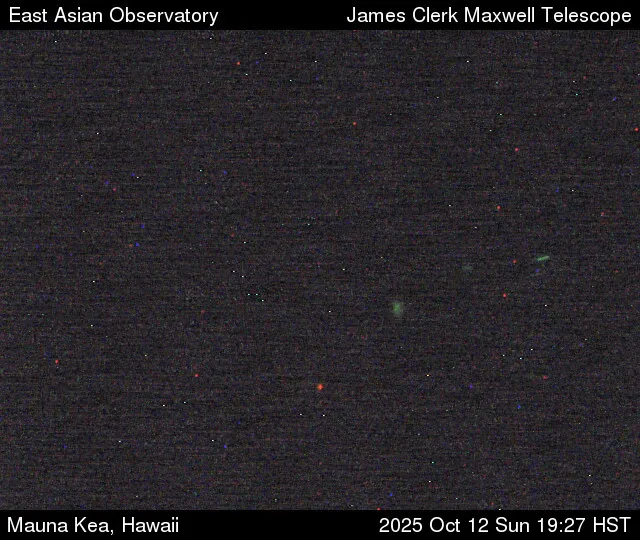 East Asian Observatory
James Clerk Maxwell Telescope
Mauna Kea, Hawaii
2025 Oct 12 Sun 19:27 HST